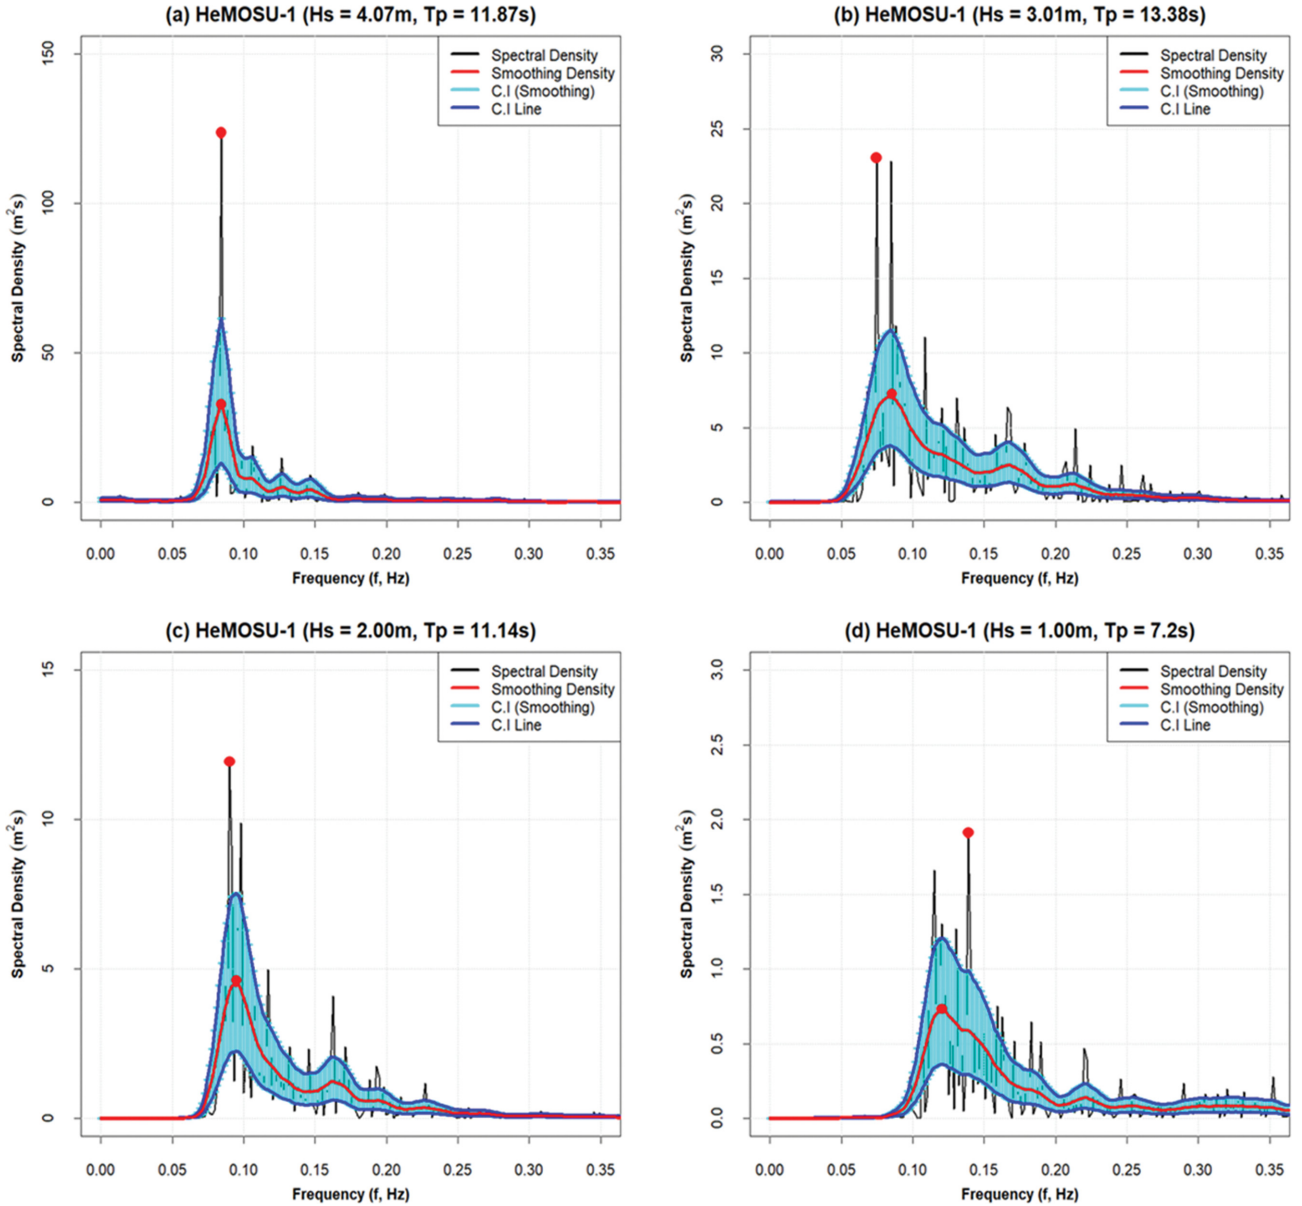 (a) HeMOSU-1 (Hs = 4.07m, Tp = 11.87s)
Spectral Density
Smoothing Density
C.I (Smoothing)
C.I Line
150
100
50
0
Spectral Density (m²s)
0.00 0.05 0.10 0.15 0.20 0.25 0.30 0.35
Frequency (f, Hz)
(b) HeMOSU-1 (Hs = 3.01m, Tp = 13.38s)
Spectral Density
Smoothing Density
C.I (Smoothing)
C.I Line
30
25
20
15
10
5
0
Spectral Density (m²s)
0.00 0.05 0.10 0.15 0.20 0.25 0.30 0.35
Frequency (f, Hz)
(c) HeMOSU-1 (Hs = 2.00m, Tp = 11.14s)
Spectral Density
Smoothing Density
C.I (Smoothing)
C.I Line
15
10
5
0
Spectral Density (m²s)
0.00 0.05 0.10 0.15 0.20 0.25 0.30 0.35
Frequency (f, Hz)
(d) HeMOSU-1 (Hs = 1.00m, Tp = 7.2s)
Spectral Density
Smoothing Density
C.I (Smoothing)
C.I Line
3.0
2.5
2.0
1.5
1.0
0.5
0.0
Spectral Density (m²s)
0.00 0.05 0.10 0.15 0.20 0.25 0.30 0.35
Frequency (f, Hz)